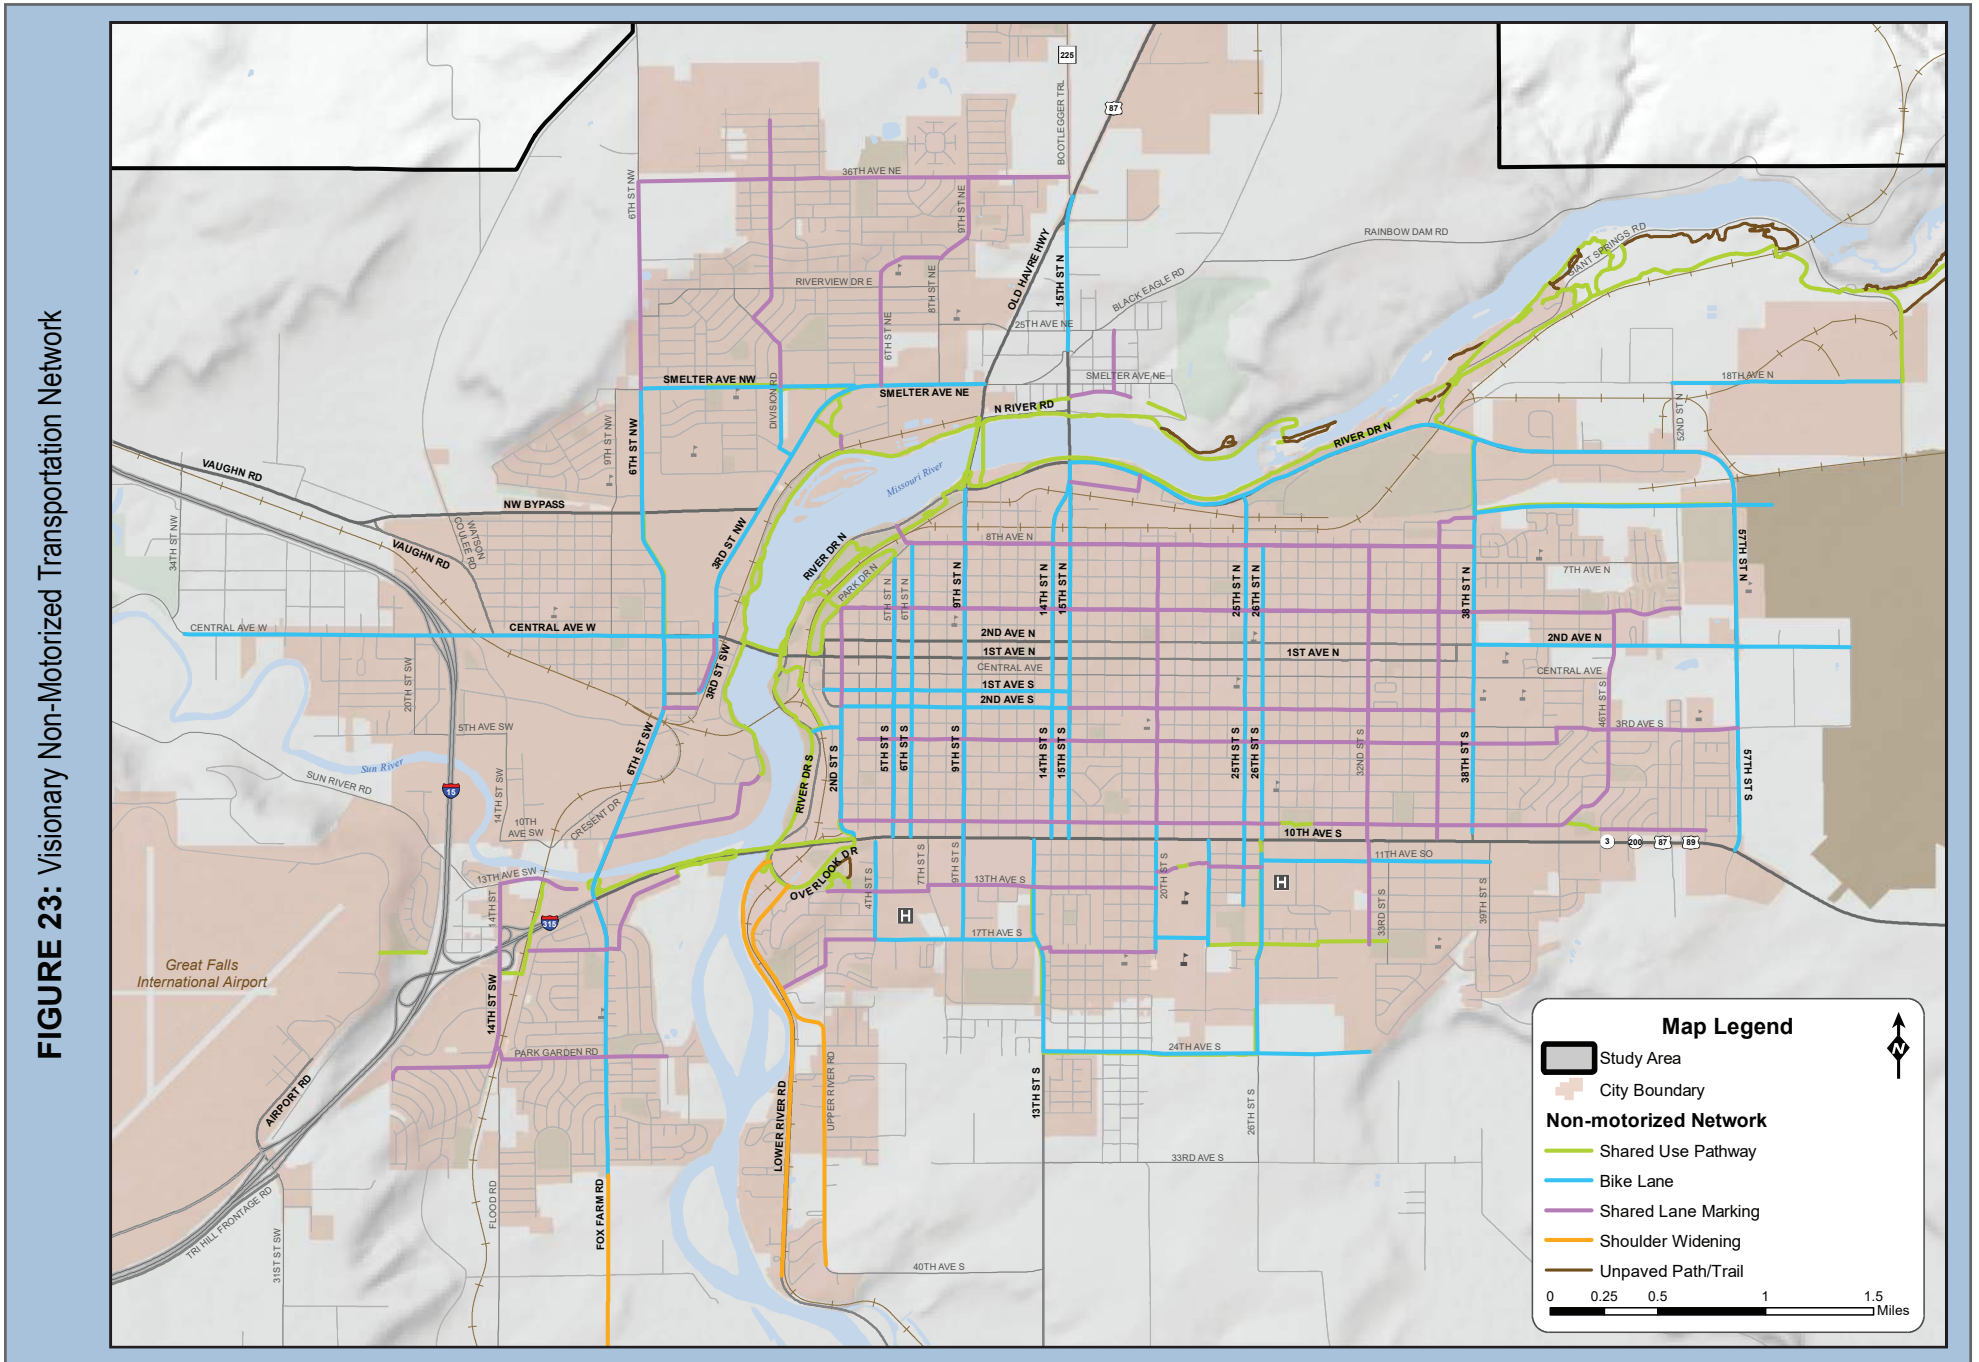 FIGURE 23: Visionary Non-Motorized Transportation Network
225
87
BOOTLEGGER TRL
36TH AVE NE
6TH ST NW
9TH ST NE
OLD HAVRE HWY
15TH ST N
RAINBOW DAM RD
GIANT SPRINGS RD
BLACK EAGLE RD
RIVERVIEW DR E
8TH ST NE
6TH ST NE
25TH AVE NE
SMELTER AVE NW
SMELTER AVE NE
SMELTER AVE NE
DIVISION RD
N RIVER RD
18TH AVE N
52ND ST N
RIVER DR N
9TH ST NW
6TH ST NW
VAUGHN RD
Missouri River
NW BYPASS
WATSON
COULEE RD
34TH ST NW
VAUGHN RD
3RD ST NW
RIVER DR N
PARK DR N
8TH AVE N
7TH AVE N
57TH ST N
5TH ST N
6TH ST N
9TH ST N
14TH ST N
15TH ST N
25TH ST N
26TH ST N
38TH ST N
CENTRAL AVE W
CENTRAL AVE W
2ND AVE N
2ND AVE N
1ST AVE N
1ST AVE N
CENTRAL AVE
CENTRAL AVE
1ST AVE S
2ND AVE S
20TH ST SW
3RD ST SW
46TH ST S
3RD AVE S
5TH AVE SW
6TH ST SW
Sun River
SUN RIVER RD
15
14TH ST SW
10TH
AVE SW
CRESENT DR
RIVER DR S
2ND ST S
5TH ST S
6TH ST S
9TH ST S
14TH ST S
15TH ST S
25TH ST S
26TH ST S
32ND ST S
38TH ST S
57TH ST S
10TH AVE S
3
200
87
89
OVERLOOK DR
11TH AVE SO
13TH AVE SW
14TH ST
315
4TH ST S
7TH ST S
9TH ST S
13TH AVE S
20TH ST S
H
H
33RD ST S
39TH ST S
17TH AVE S
Great Falls
International Airport
14TH ST SW
PARK GARDEN RD
24TH AVE S
AIRPORT RD
LOWER RIVER RD
UPPER RIVER RD
13TH ST S
26TH ST S
33RD AVE S
TRI HILL FRONTAGE RD
31ST ST SW
FLOOD RD
FOX FARM RD
40TH AVE S
Map Legend
N
Study Area
City Boundary
Non-motorized Network
Shared Use Pathway
Bike Lane
Shared Lane Marking
Shoulder Widening
Unpaved Path/Trail
0 0.25 0.5 1 1.5
Miles